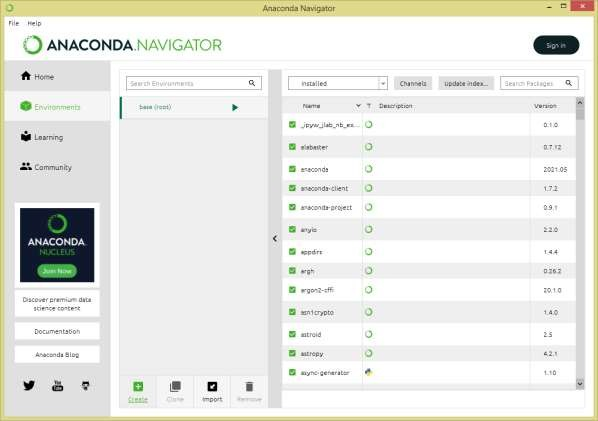 Anaconda Navigator
File Help
ANACONDA.NAVIGATOR
Sign in
Home
Environments
Learning
Community
ANACONDA.
NUCLEUS
Join Now
Discover premium data
science content
Documentation
Anaconda Blog
You
Tube
Search Environments
base (root)
Create
Clone
Import
Remove
Installed
Channels
Update index...
Search Packages
Name T Description Version
_ipyw_jlab_nb_ex... 0.1.0
alabaster 0.7.12
anaconda 2021.05
anaconda-client 1.7.2
anaconda-project 0.9.1
anyio 2.2.0
appdirs 1.4.4
argh 0.26.2
argon2-cffi 20.1.0
asn1crypto 1.4.0
astroid 2.5
astropy 4.2.1
async-generator 1.10